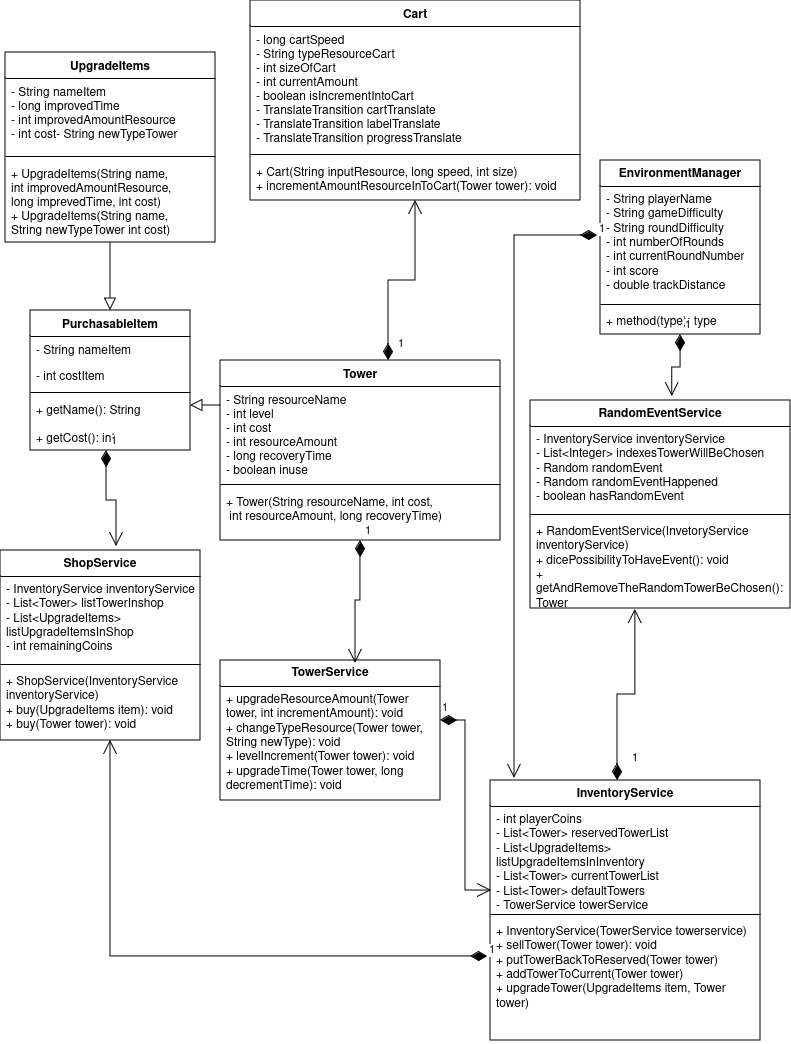 Cart
- long cartSpeed
- String typeResourceCart
- int sizeOfCart
- int currentAmount
- boolean isIncrementIntoCart
- TranslateTransition cartTranslate
- TranslateTransition labelTranslate
- TranslateTransition progressTranslate
+ Cart(String inputResource, long speed, int size)
+ incrementAmountResourceInToCart(Tower tower): void
UpgradeItems
- String nameItem
- long improvedTime
- int improvedAmountResource
- int cost- String newTypeTower
+ UpgradeItems(String name,
int improvedAmountResource,
long imprevedTime, int cost)
+ UpgradeItems(String name,
String newTypeTower int cost)
EnvironmentManager
- String playerName
- String gameDifficulty
- String roundDifficulty
- int numberOfRounds
- int currentRoundNumber
- int score
- double trackDistance
+ method(type): type
1
1
PurchasableItem
- String nameItem
- int costItem
+ getName(): String
+ getCost(): int
1
1
Tower
- String resourceName
- int level
- int cost
- int resourceAmount
- long recoveryTime
- boolean inuse
+ Tower(String resourceName, int cost,
int resourceAmount, long recoveryTime)
1
RandomEventService
- InventoryService inventoryService
- List<Integer> indexesTowerWillBeChosen
- Random randomEvent
- Random randomEventHappened
- boolean hasRandomEvent
+ RandomEventService(InvetoryService
inventoryService)
+ dicePossibilityToHaveEvent(): void
+
getAndRemoveTheRandomTowerBeChosen():
Tower
ShopService
- InventoryService inventoryService
- List<Tower> listTowerInshop
- List<UpgradeItems>
listUpgradeItemsInShop
- int remainingCoins
+ ShopService(InventoryService
inventoryService)
+ buy(UpgradeItems item): void
+ buy(Tower tower): void
TowerService
+ upgradeResourceAmount(Tower
tower, int incrementAmount): void
+ changeTypeResource(Tower tower,
String newType): void
+ levelIncrement(Tower tower): void
+ upgradeTime(Tower tower, long
decrementTime): void
1
1
InventoryService
- int playerCoins
- List<Tower> reservedTowerList
- List<UpgradeItems>
listUpgradeItemsInInventory
- List<Tower> currentTowerList
- List<Tower> defaultTowers
- TowerService towerService
+ InventoryService(TowerService towerservice)
+ sellTower(Tower tower): void
+ putTowerBackToReserved(Tower tower)
+ addTowerToCurrent(Tower tower)
+ upgradeTower(UpgradeItems item, Tower
tower)
1